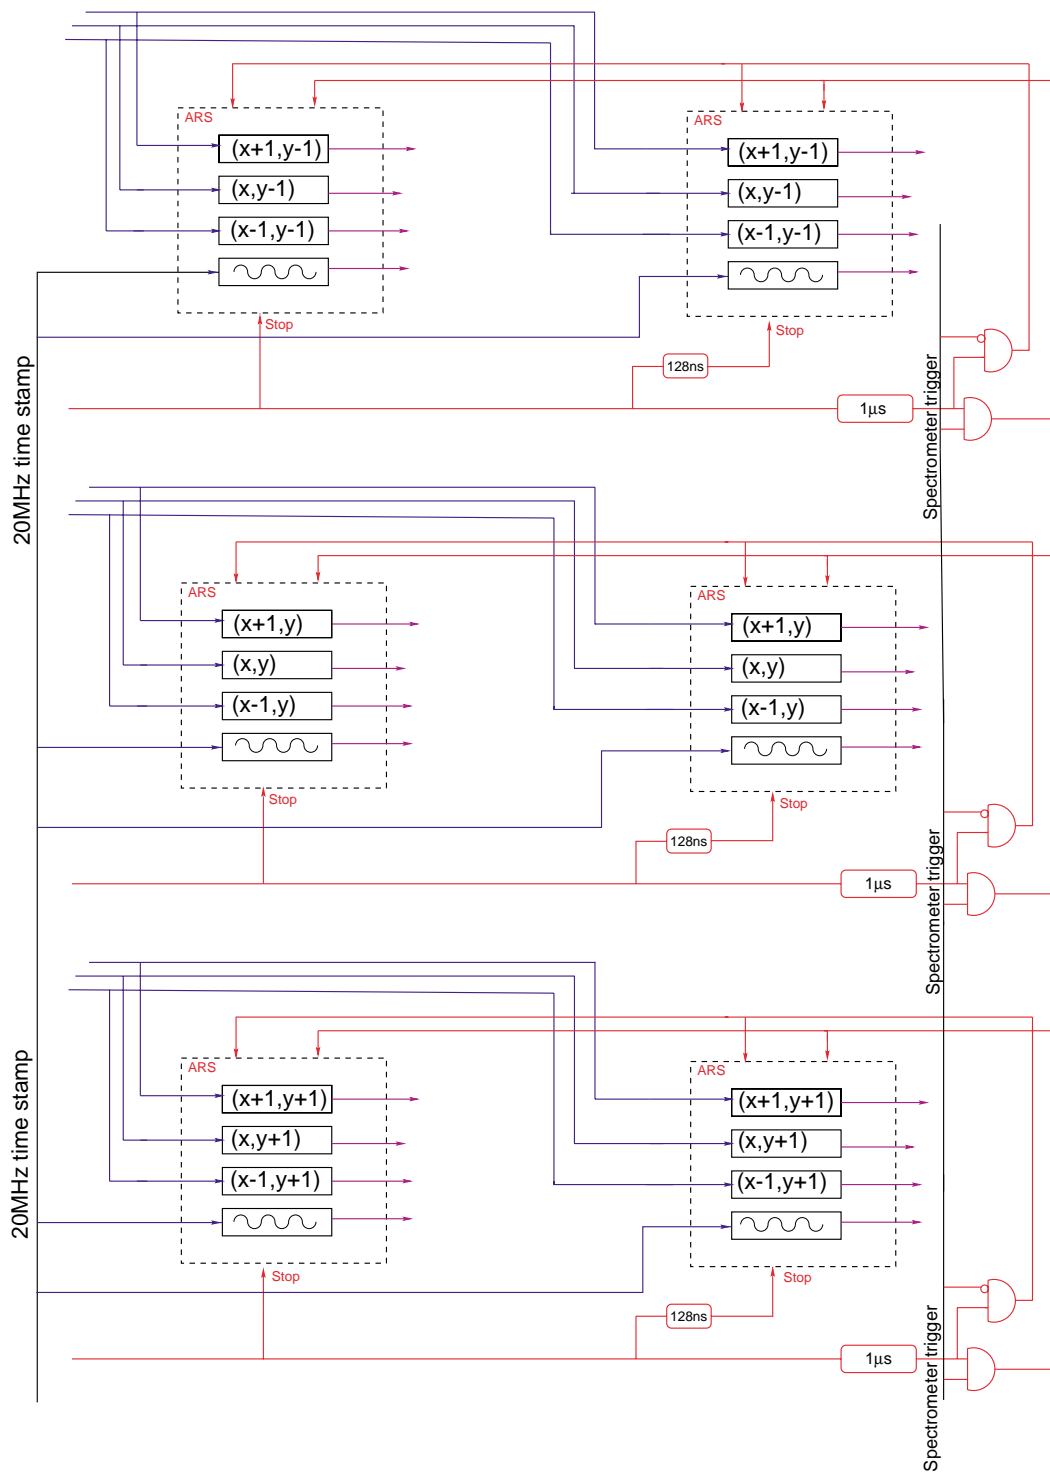 ARS
ARS
(x+1,y-1)
(x+1,y-1)
(x,y-1)
(x,y-1)
(x-1,y-1)
(x-1,y-1)
Stop
Stop
128ns
1μs
20MHz time stamp
Spectrometer trigger
ARS
ARS
(x+1,y)
(x+1,y)
(x,y)
(x,y)
(x-1,y)
(x-1,y)
Stop
Stop
128ns
1μs
Spectrometer trigger
ARS
ARS
(x+1,y+1)
(x+1,y+1)
(x,y+1)
(x,y+1)
(x-1,y+1)
(x-1,y+1)
20MHz time stamp
Stop
Stop
128ns
1μs
Spectrometer trigger